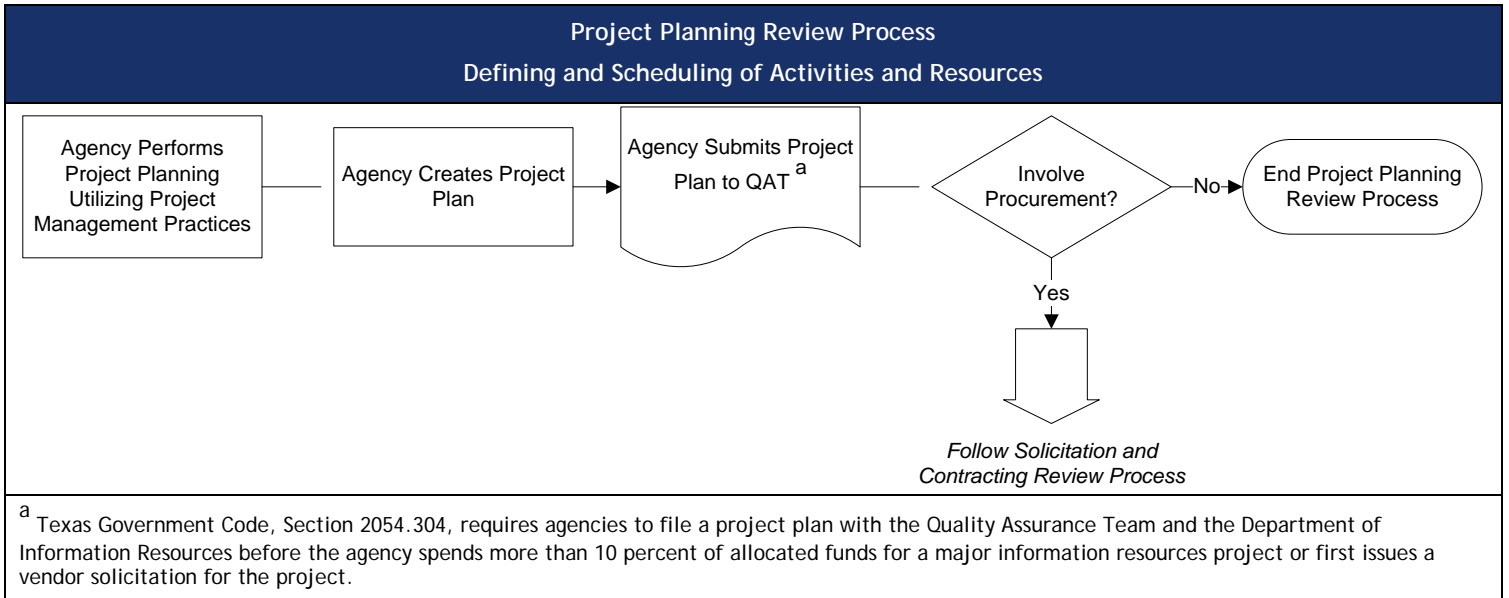 Project Planning Review Process
Defining and Scheduling of Activities and Resources
Agency Performs
Project Planning
Utilizing Project
Management Practices
Agency Creates Project
Plan
Agency Submits Project
Plan to QAT a
Involve
Procurement?
No
End Project Planning
Review Process
Yes
Follow Solicitation and
Contracting Review Process
a Texas Government Code, Section 2054.304, requires agencies to file a project plan with the Quality Assurance Team and the Department of
Information Resources before the agency spends more than 10 percent of allocated funds for a major information resources project or first issues a
vendor solicitation for the project.